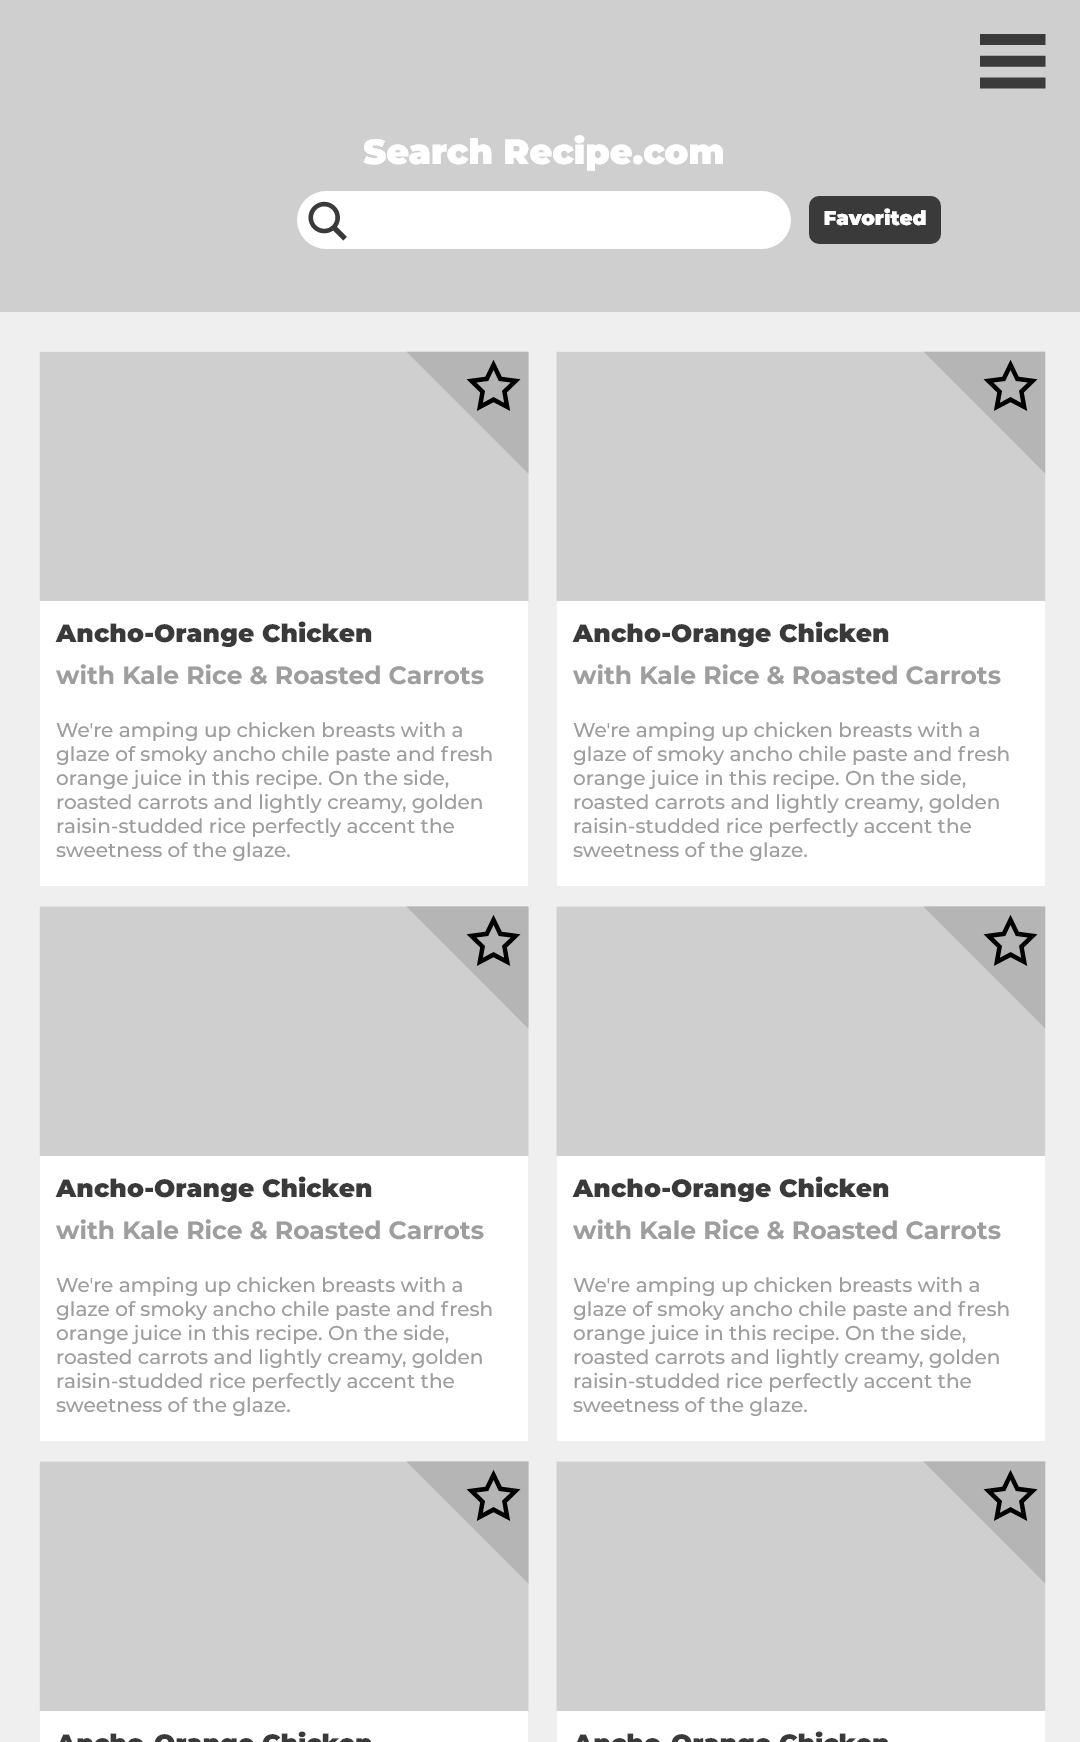 Search Recipe.com
Favorited
Ancho-Orange Chicken
with Kale Rice & Roasted Carrots
We're amping up chicken breasts with a
glaze of smoky ancho chile paste and fresh
orange juice in this recipe. On the side,
roasted carrots and lightly creamy, golden
raisin-studded rice perfectly accent the
sweetness of the glaze.
Ancho-Orange Chicken
with Kale Rice & Roasted Carrots
We're amping up chicken breasts with a
glaze of smoky ancho chile paste and fresh
orange juice in this recipe. On the side,
roasted carrots and lightly creamy, golden
raisin-studded rice perfectly accent the
sweetness of the glaze.
Ancho-Orange Chicken
with Kale Rice & Roasted Carrots
We're amping up chicken breasts with a
glaze of smoky ancho chile paste and fresh
orange juice in this recipe. On the side,
roasted carrots and lightly creamy, golden
raisin-studded rice perfectly accent the
sweetness of the glaze.
Ancho-Orange Chicken
with Kale Rice & Roasted Carrots
We're amping up chicken breasts with a
glaze of smoky ancho chile paste and fresh
orange juice in this recipe. On the side,
roasted carrots and lightly creamy, golden
raisin-studded rice perfectly accent the
sweetness of the glaze.
Ancho-Orange Chicken
Ancho-Orange Chicken